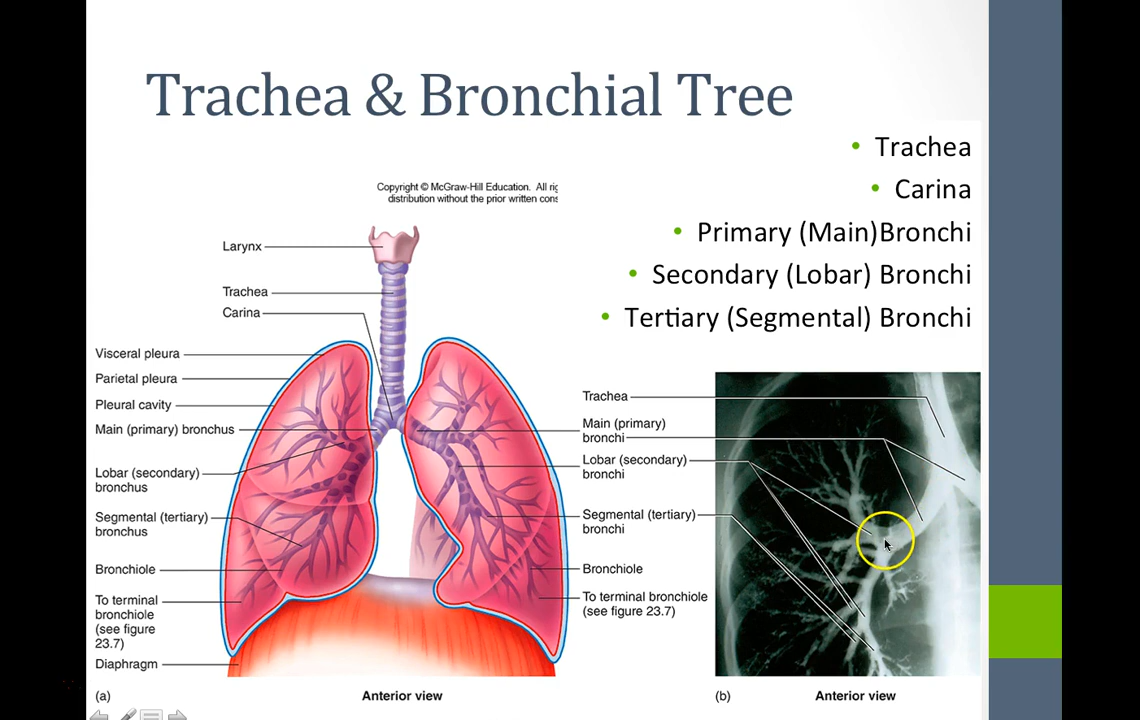 Trachea & Bronchial Tree
• Trachea
• Carina
• Primary (Main)Bronchi
• Secondary (Lobar) Bronchi
• Tertiary (Segmental) Bronchi
Copyright © McGraw-Hill Education. All rig
distribution without the prior written cons
Larynx
Trachea
Carina
Visceral pleura
Parietal pleura
Pleural cavity
Main (primary) bronchus
Lobar (secondary)
bronchus
Segmental (tertiary)
bronchus
Bronchiole
To terminal
bronchiole
(see figure
23.7)
Diaphragm
Trachea
Main (primary)
bronchi
Lobar (secondary)
bronchi
Segmental (tertiary)
bronchi
Bronchiole
To terminal bronchiole
(see figure 23.7)
(a)
Anterior view
(b)
Anterior view